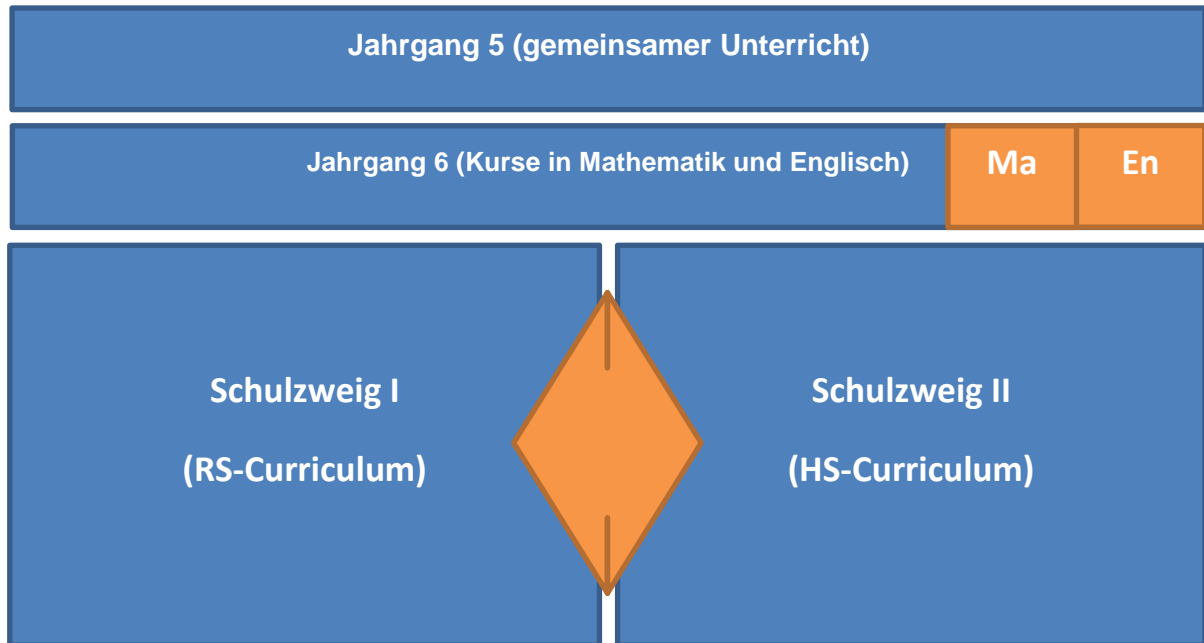 Jahrgang 5 (gemeinsamer Unterricht)
Jahrgang 6 (Kurse in Mathematik und Englisch)
Ma
En
Schulzweig I
(RS-Curriculum)
Schulzweig II
(HS-Curriculum)